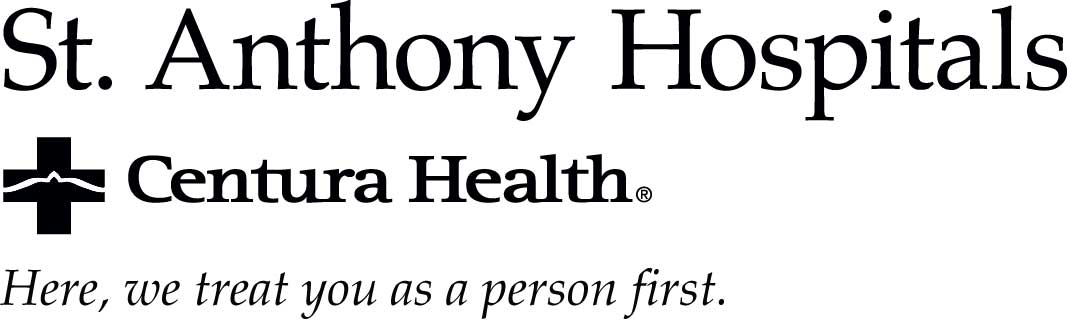 St. Anthony Hospitals
Centura Health®
Here, we treat you as a person first.